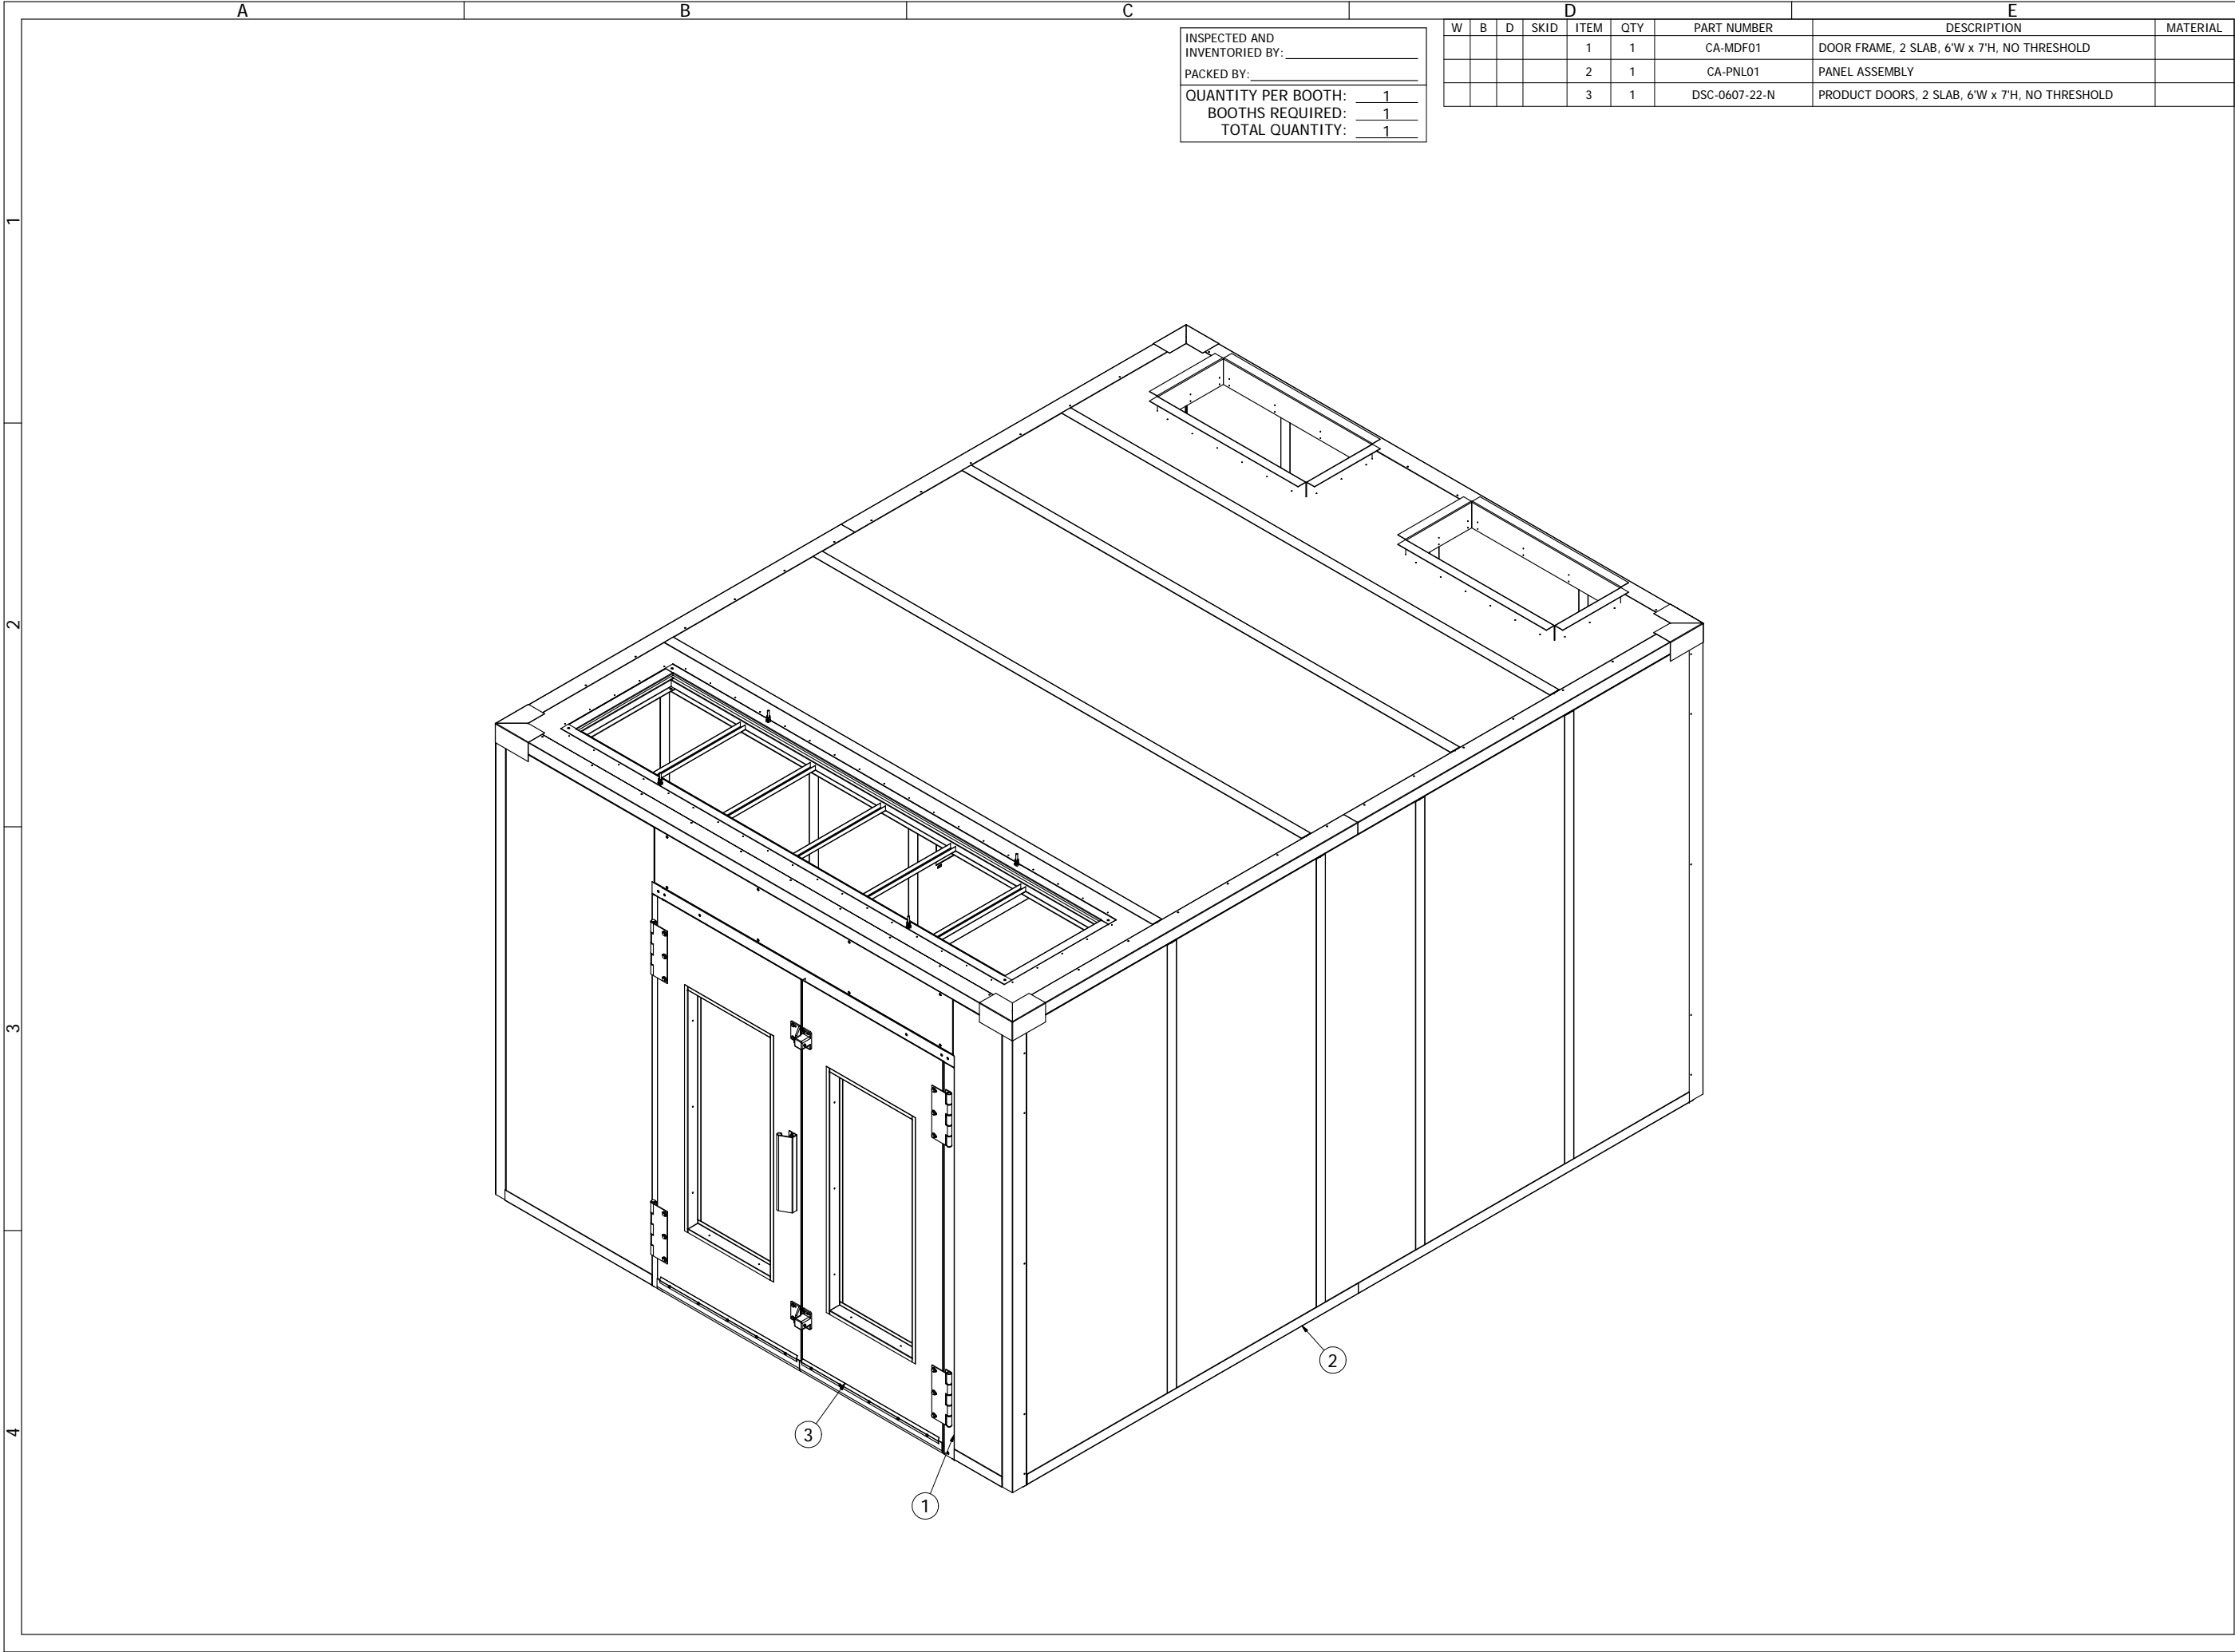 A B C D E
INSPECTED AND
INVENTORIED BY:
PACKED BY:
QUANTITY PER BOOTH: 1
BOOTHS REQUIRED: 1
TOTAL QUANTITY: 1
W B D SKID ITEM QTY PART NUMBER DESCRIPTION MATERIAL
1 1 CA-MDF01 DOOR FRAME, 2 SLAB, 6'W x 7'H, NO THRESHOLD
2 1 CA-PNL01 PANEL ASSEMBLY
3 1 DSC-0607-22-N PRODUCT DOORS, 2 SLAB, 6'W x 7'H, NO THRESHOLD
1
2
3
4
2
3
1